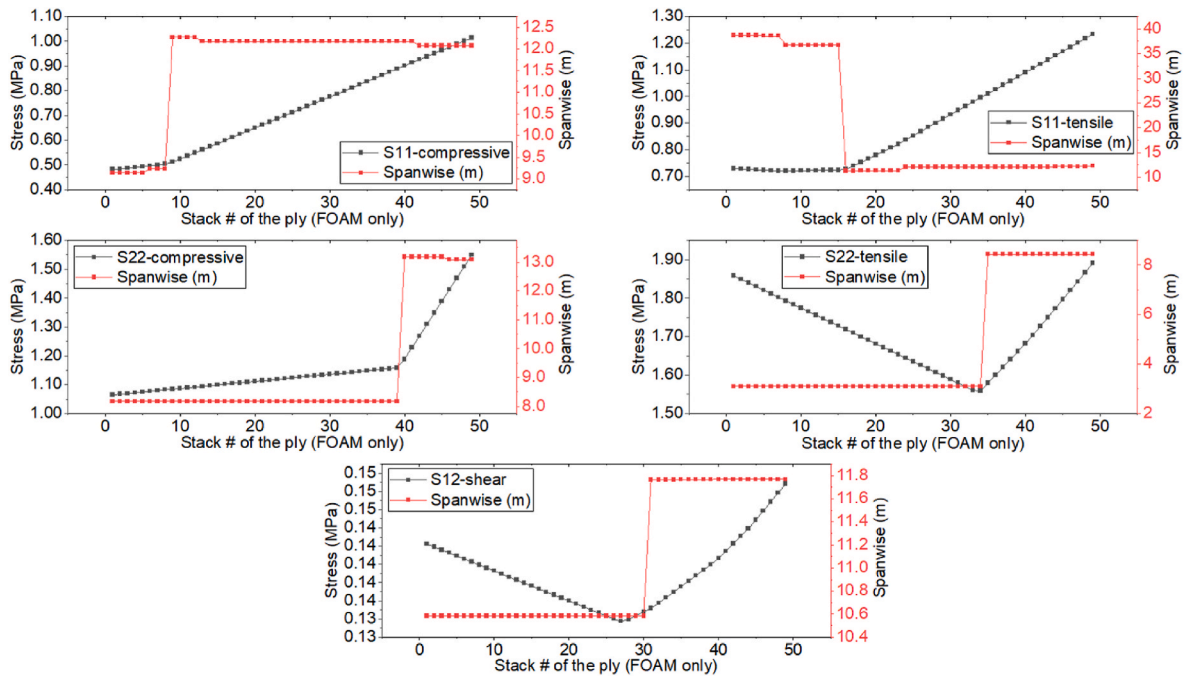 1.10
1.00
0.90
0.80
0.70
0.60
0.50
0.40
Stress (MPa)
S11-compressive
Spanwise (m)
12.5
12.0
11.5
11.0
10.5
10.0
9.5
9.0
Spanwise (m)
0 10 20 30 40 50
Stack # of the ply (FOAM only)
1.30
1.20
1.10
1.00
0.90
0.80
0.70
Stress (MPa)
S11-tensile
Spanwise (m)
40
35
30
25
20
15
10
Spanwise (m)
0 10 20 30 40 50
Stack # of the ply (FOAM only)
1.60
1.50
1.40
1.30
1.20
1.10
1.00
Stress (MPa)
S22-compressive
Spanwise (m)
13.0
12.0
11.0
10.0
9.0
8.0
Spanwise (m)
0 10 20 30 40 50
Stack # of the ply (FOAM only)
1.90
1.80
1.70
1.60
1.50
Stress (MPa)
S22-tensile
Spanwise (m)
8
6
4
2
Spanwise (m)
0 10 20 30 40 50
Stack # of the ply (FOAM only)
0.15
0.15
0.15
0.14
0.14
0.14
0.14
0.14
0.13
0.13
Stress (MPa)
S12-shear
Spanwise (m)
11.8
11.6
11.4
11.2
11.0
10.8
10.6
10.4
Spanwise (m)
0 10 20 30 40 50
Stack # of the ply (FOAM only)